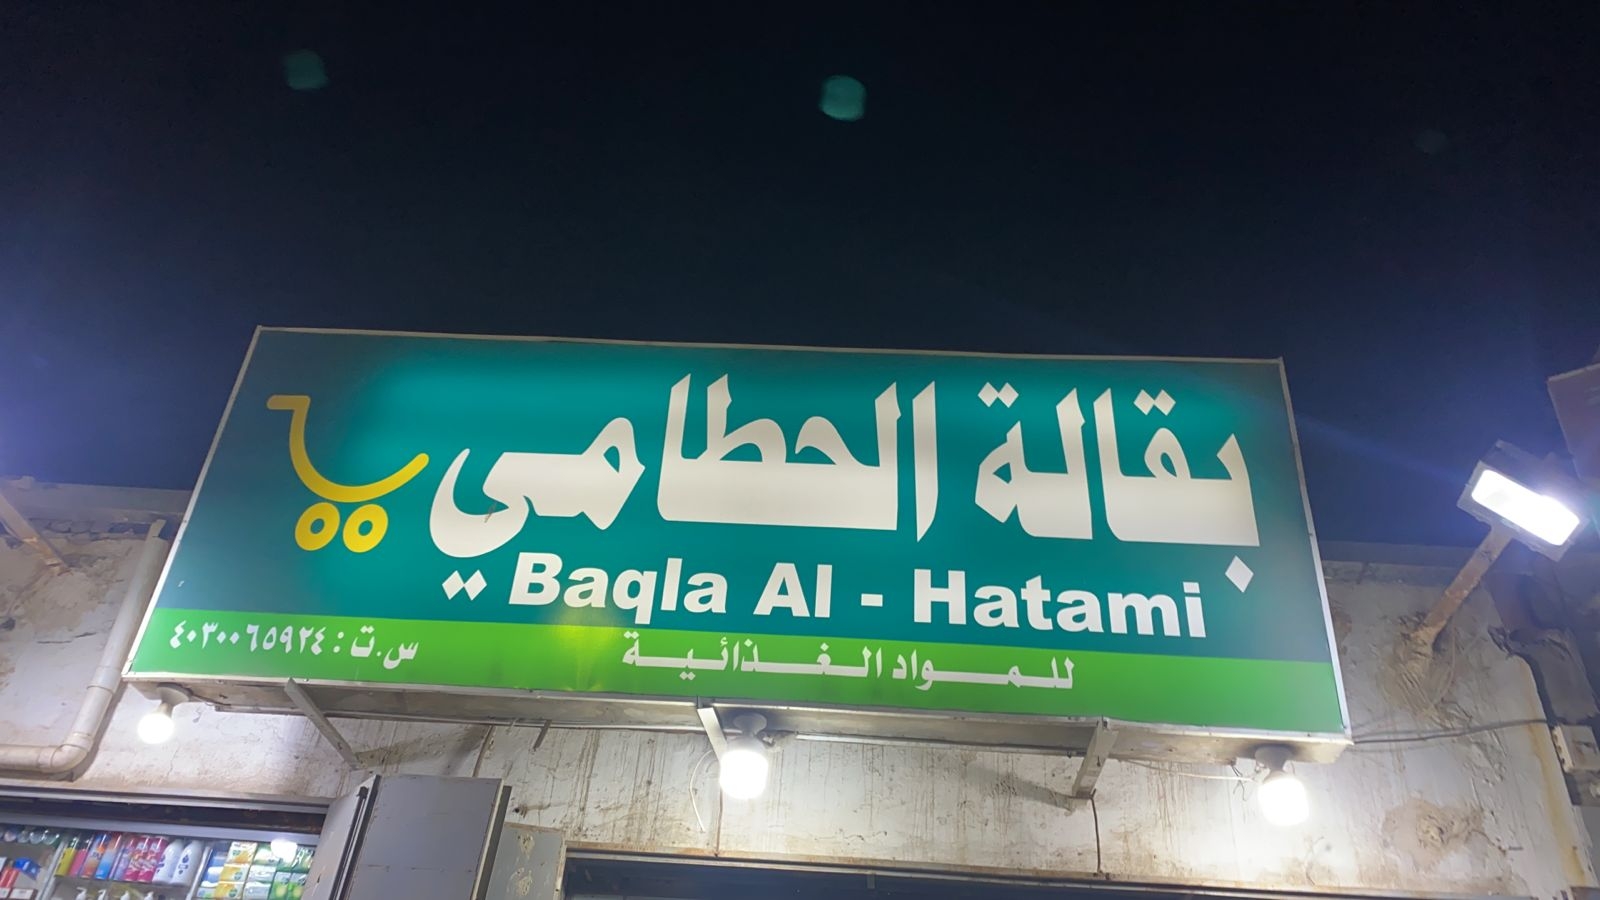 بقالة الحطامي
Baqla Al - Hatami
للمواد الغذائية
س.ت : ٤٠٣٠٠٦٥٩٢٤